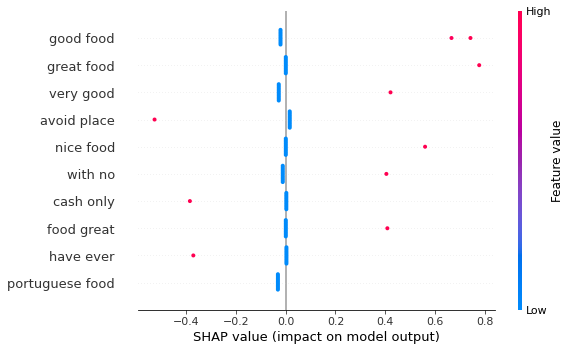 High
good food
great food
very good
avoid place
nice food
with no
cash only
food great
have ever
portuguese food
Feature value
Low
−0.4 −0.2 0.0 0.2 0.4 0.6 0.8
SHAP value (impact on model output)